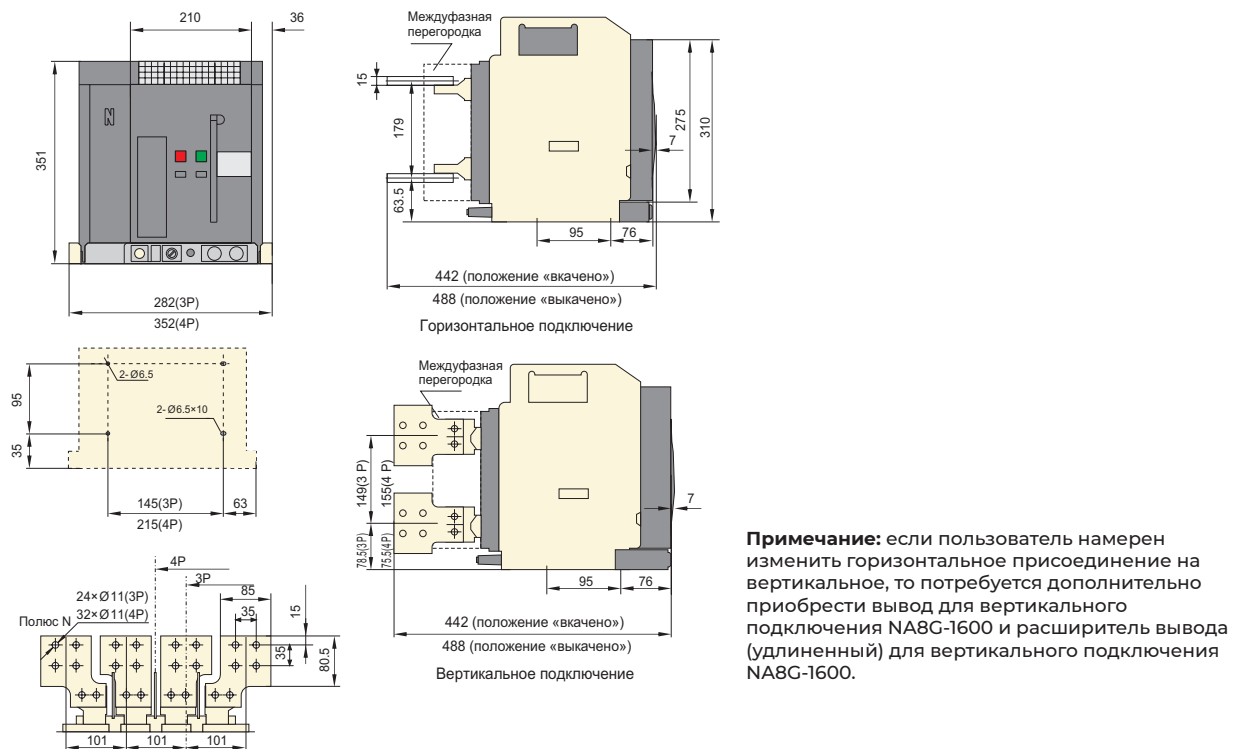 210
36
351
282(3P)
352(4P)
Междуфазная
перегородка
15
179
63.5
275
310
7
95
76
442 (положение «вкачено»)
488 (положение «выкачено»)
Горизонтальное подключение
2- Ø6.5
2- Ø6.5×10
95
35
145(3P)
63
215(4P)
Междуфазная
перегородка
149(3 P)
155(4 P)
78.5(3P)
75.5(4P)
7
95
76
442 (положение «вкачено»)
488 (положение «выкачено»)
Вертикальное подключение
4P
3P
24×Ø11(3P)
32×Ø11(4P)
Полюс N
85
35
15
35
80.5
101
101
101
Примечание: если пользователь намерен
изменить горизонтальное присоединение на
вертикальное, то потребуется дополнительно
приобрести вывод для вертикального
подключения NA8G-1600 и расширитель вывода
(удлиненный) для вертикального подключения
NA8G-1600.